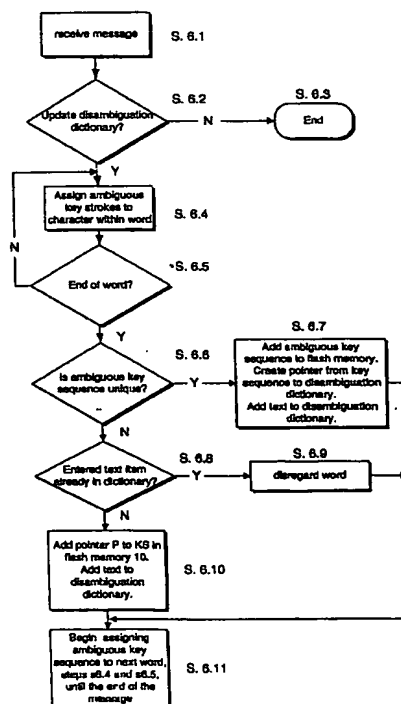 receive message
S. 6.1
S. 6.2
S. 6.3
Update disambiguation
dictionary?
N
End
Y
Assign ambiguous
key strokes to
character within word
S. 6.4
N
S. 6.5
End of word?
Y
S. 6.6
S. 6.7
Is ambiguous key
sequence unique?
Y
Add ambiguous key
sequence to flash memory.
Create pointer from key
sequence to disambiguation
dictionary.
Add text to disambiguation
dictionary.
N
S. 6.8
S. 6.9
Entered text item
already in dictionary?
Y
disregard word
N
Add pointer P to KS in
flash memory 10.
Add text to
disambiguation
dictionary.
S. 6.10
Begin assigning
ambiguous key
sequence to next word,
steps s6.4 and s6.5,
until the end of the
message
S. 6.11